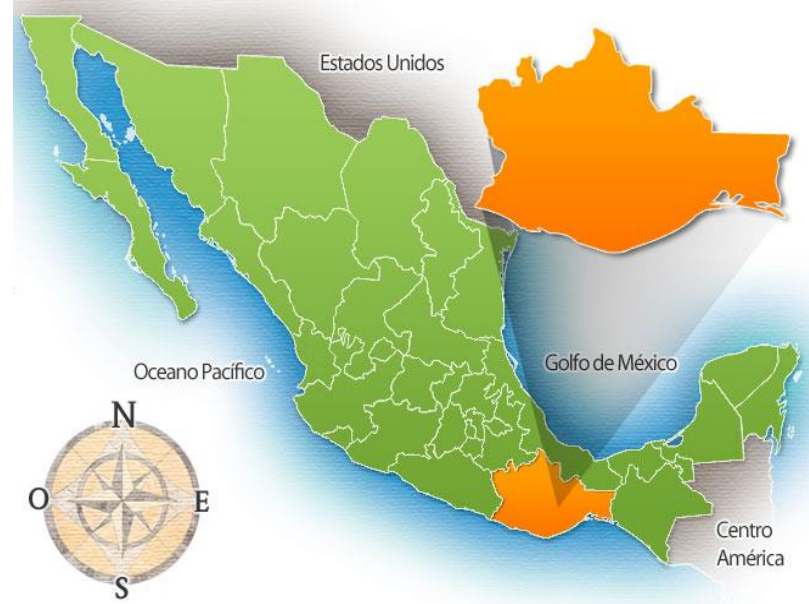 Estados Unidos
Oceano Pacífico
Golfo de México
N
O
E
S
Centro
América